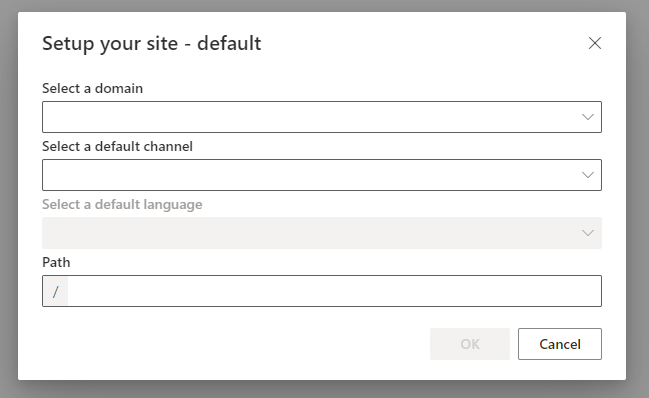 Setup your site - default
Select a domain
Select a default channel
Select a default language
Path
/
OK Cancel